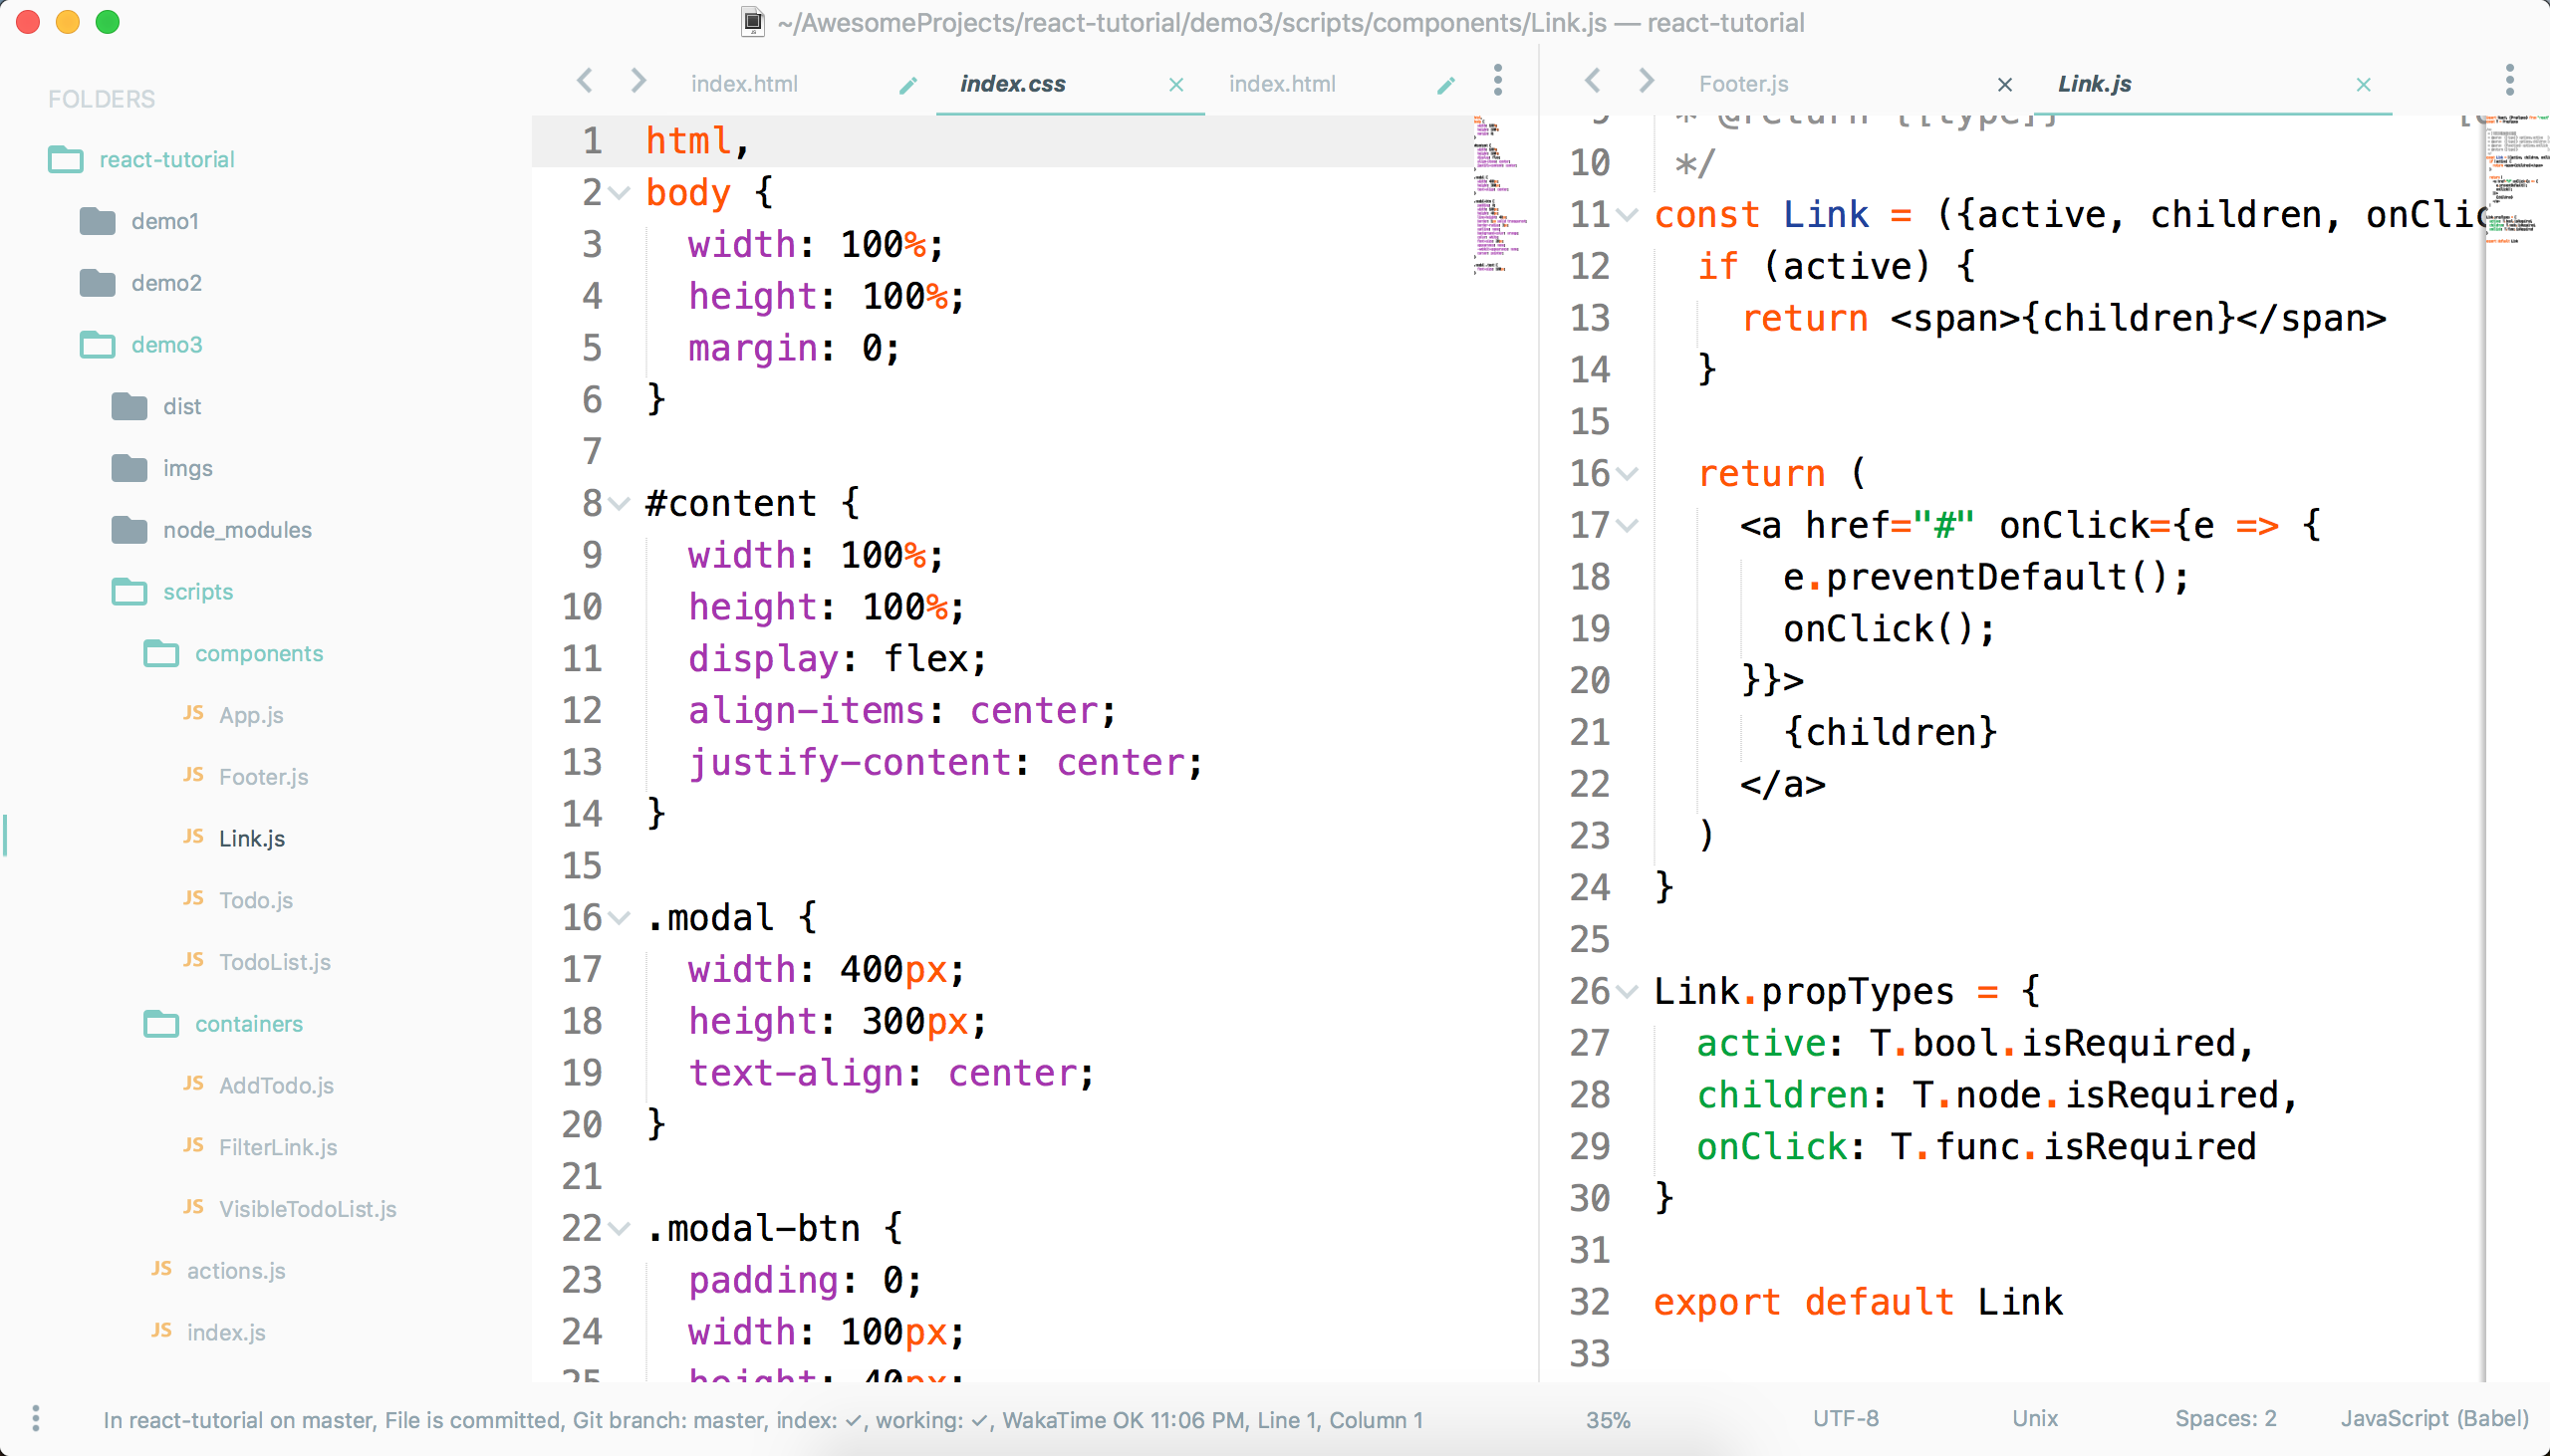 ~/AwesomeProjects/react-tutorial/demo3/scripts/components/Link.js — react-tutorial
FOLDERS
react-tutorial
demo1
demo2
demo3
dist
imgs
node_modules
scripts
components
JS App.js
JS Footer.js
JS Link.js
JS Todo.js
JS TodoList.js
containers
JS AddTodo.js
JS FilterLink.js
JS VisibleTodoList.js
JS actions.js
JS index.js
index.html index.css index.html
1 html,
2 body {
3 width: 100%;
4 height: 100%;
5 margin: 0;
6 }
7
8 #content {
9 width: 100%;
10 height: 100%;
11 display: flex;
12 align-items: center;
13 justify-content: center;
14 }
15
16 .modal {
17 width: 400px;
18 height: 300px;
19 text-align: center;
20 }
21
22 .modal-btn {
23 padding: 0;
24 width: 100px;
25 height: 40px;
Footer.js Link.js
9 * @return {[type]}
10 */
11 const Link = ({active, children, onClic
12 if (active) {
13 return <span>{children}</span>
14 }
15
16 return (
17 <a href="#" onClick={e => {
18 e.preventDefault();
19 onClick();
20 }}>
21 {children}
22 </a>
23 )
24 }
25
26 Link.propTypes = {
27 active: T.bool.isRequired,
28 children: T.node.isRequired,
29 onClick: T.func.isRequired
30 }
31
32 export default Link
33
In react-tutorial on master, File is committed, Git branch: master, index: ✓, working: ✓, WakaTime OK 11:06 PM, Line 1, Column 1 35% UTF-8 Unix Spaces: 2 JavaScript (Babel)